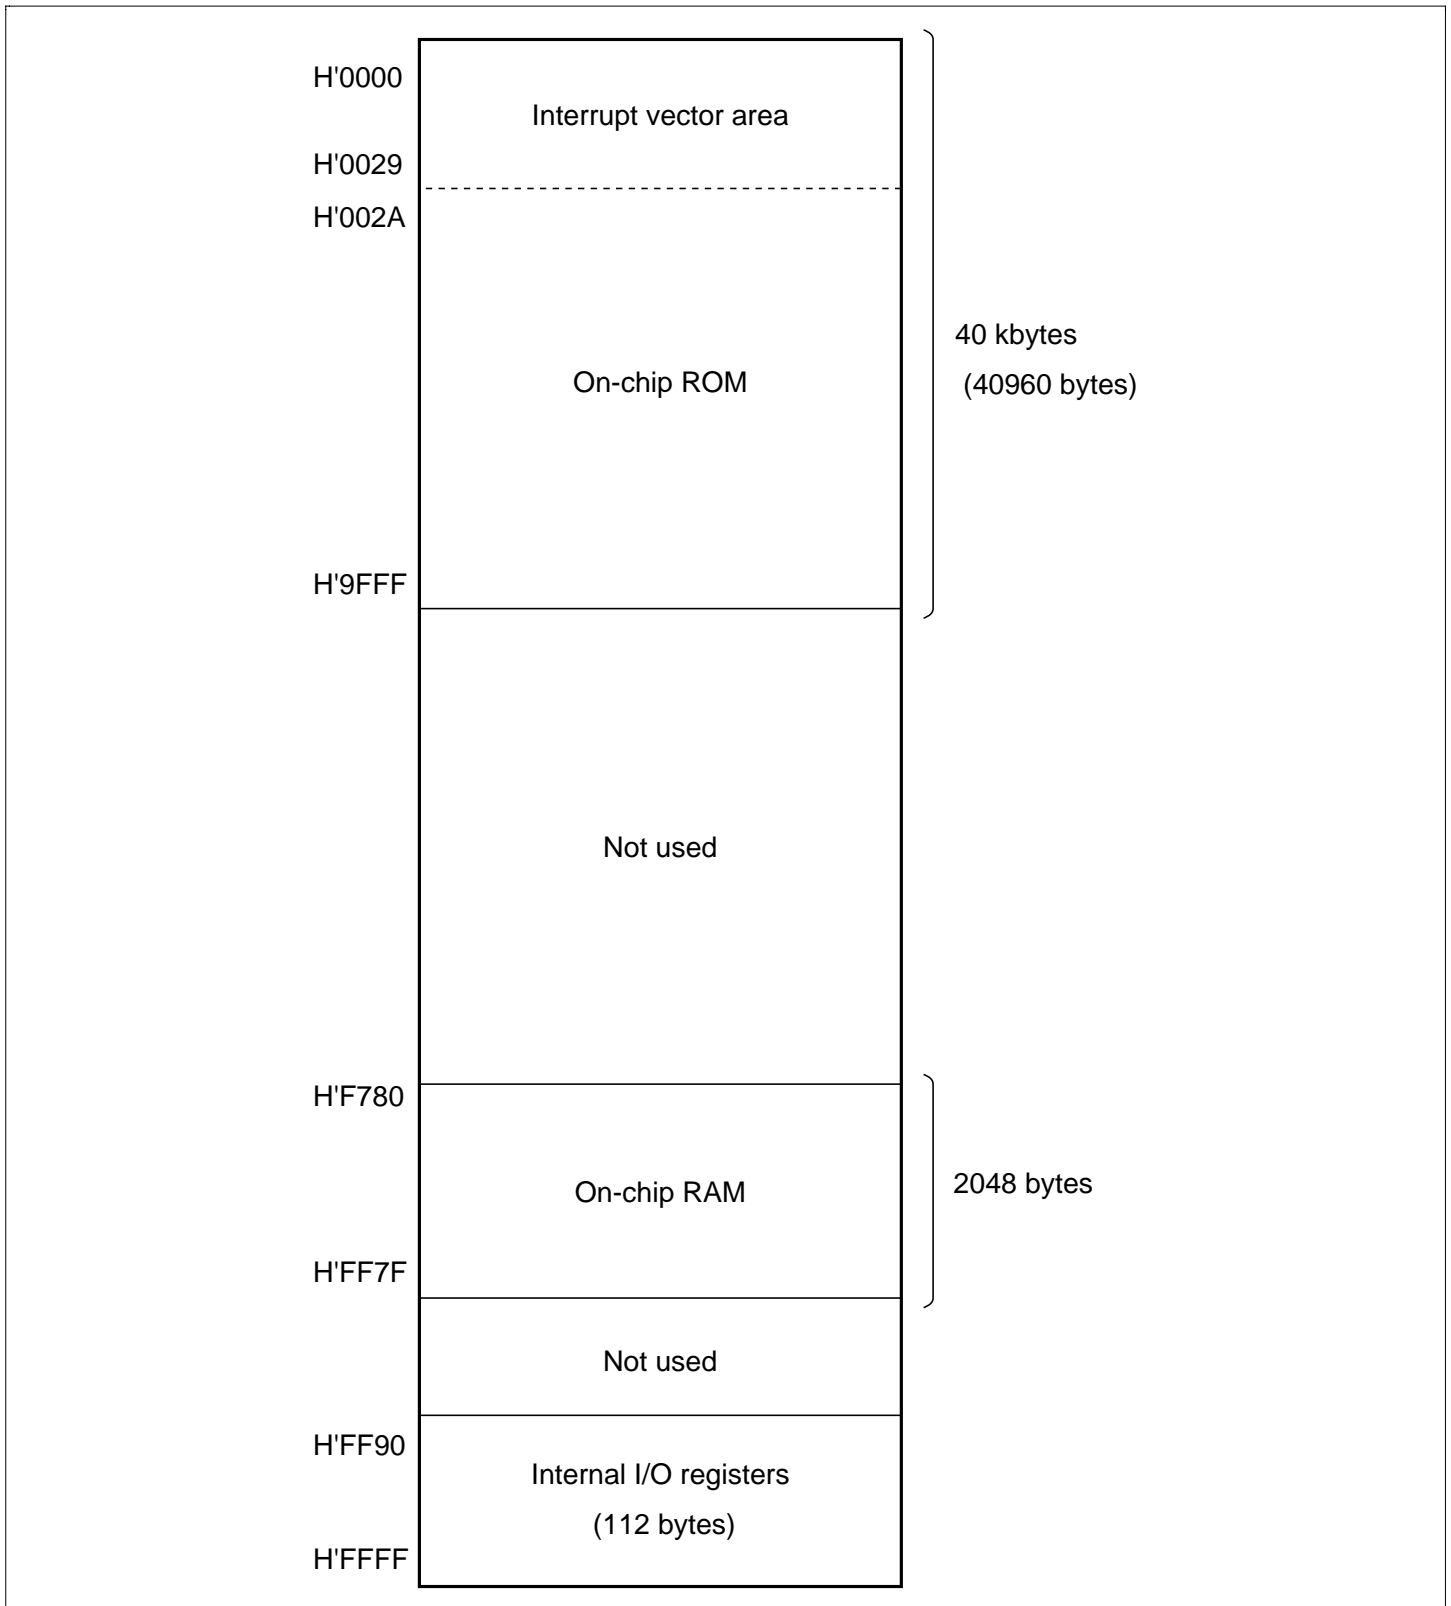 H'0000
Interrupt vector area
H'0029
H'002A
40 kbytes
(40960 bytes)
On-chip ROM
H'9FFF
Not used
H'F780
On-chip RAM
2048 bytes
H'FF7F
Not used
H'FF90
Internal I/O registers
(112 bytes)
H'FFFF